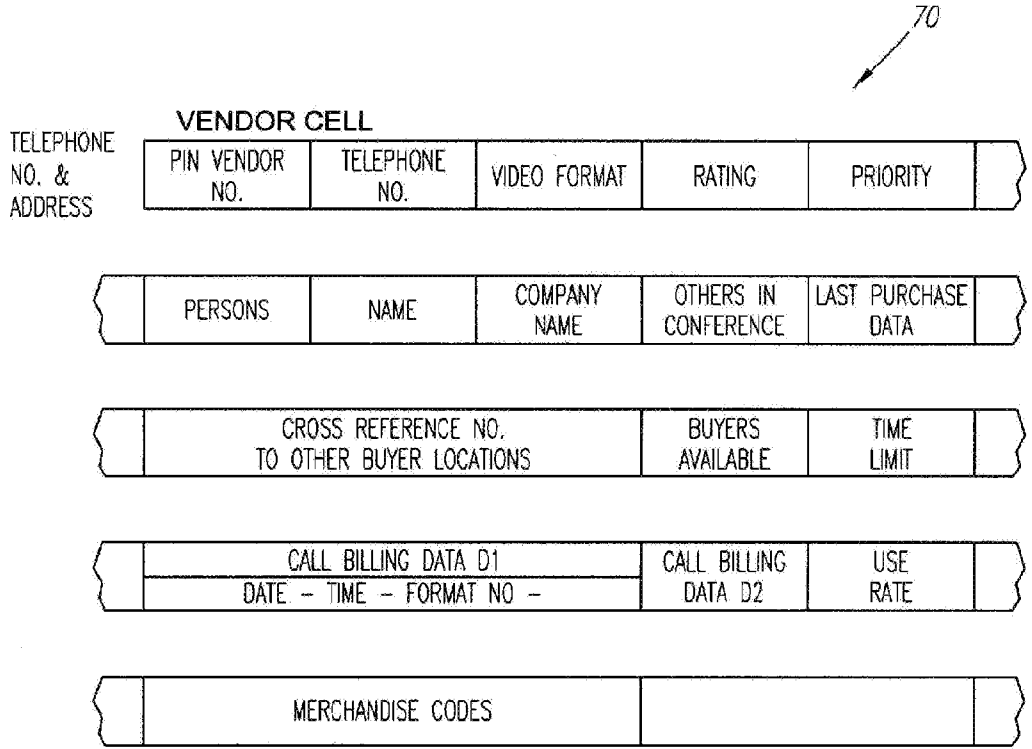 70
VENDOR CELL
TELEPHONE
NO. &
ADDRESS
PIN VENDOR
NO.
TELEPHONE
NO.
VIDEO FORMAT
RATING
PRIORITY
PERSONS
NAME
COMPANY
NAME
OTHERS IN
CONFERENCE
LAST PURCHASE
DATA
CROSS REFERENCE NO.
TO OTHER BUYER LOCATIONS
BUYERS
AVAILABLE
TIME
LIMIT
CALL BILLING DATA D1
DATE – TIME – FORMAT NO –
CALL BILLING
DATA D2
USE
RATE
MERCHANDISE CODES